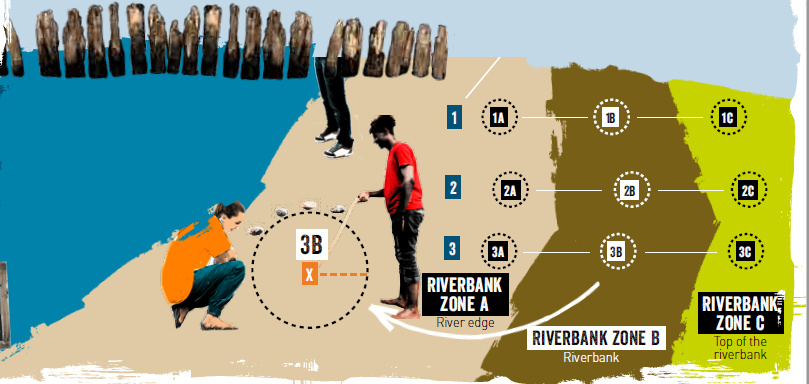 1 1A 1B 1C
2 2A 2B 2C
3 3A 3B 3C
3B
X
RIVERBANK
ZONE A
River edge
RIVERBANK ZONE B
Riverbank
RIVERBANK
ZONE C
Top of the
riverbank